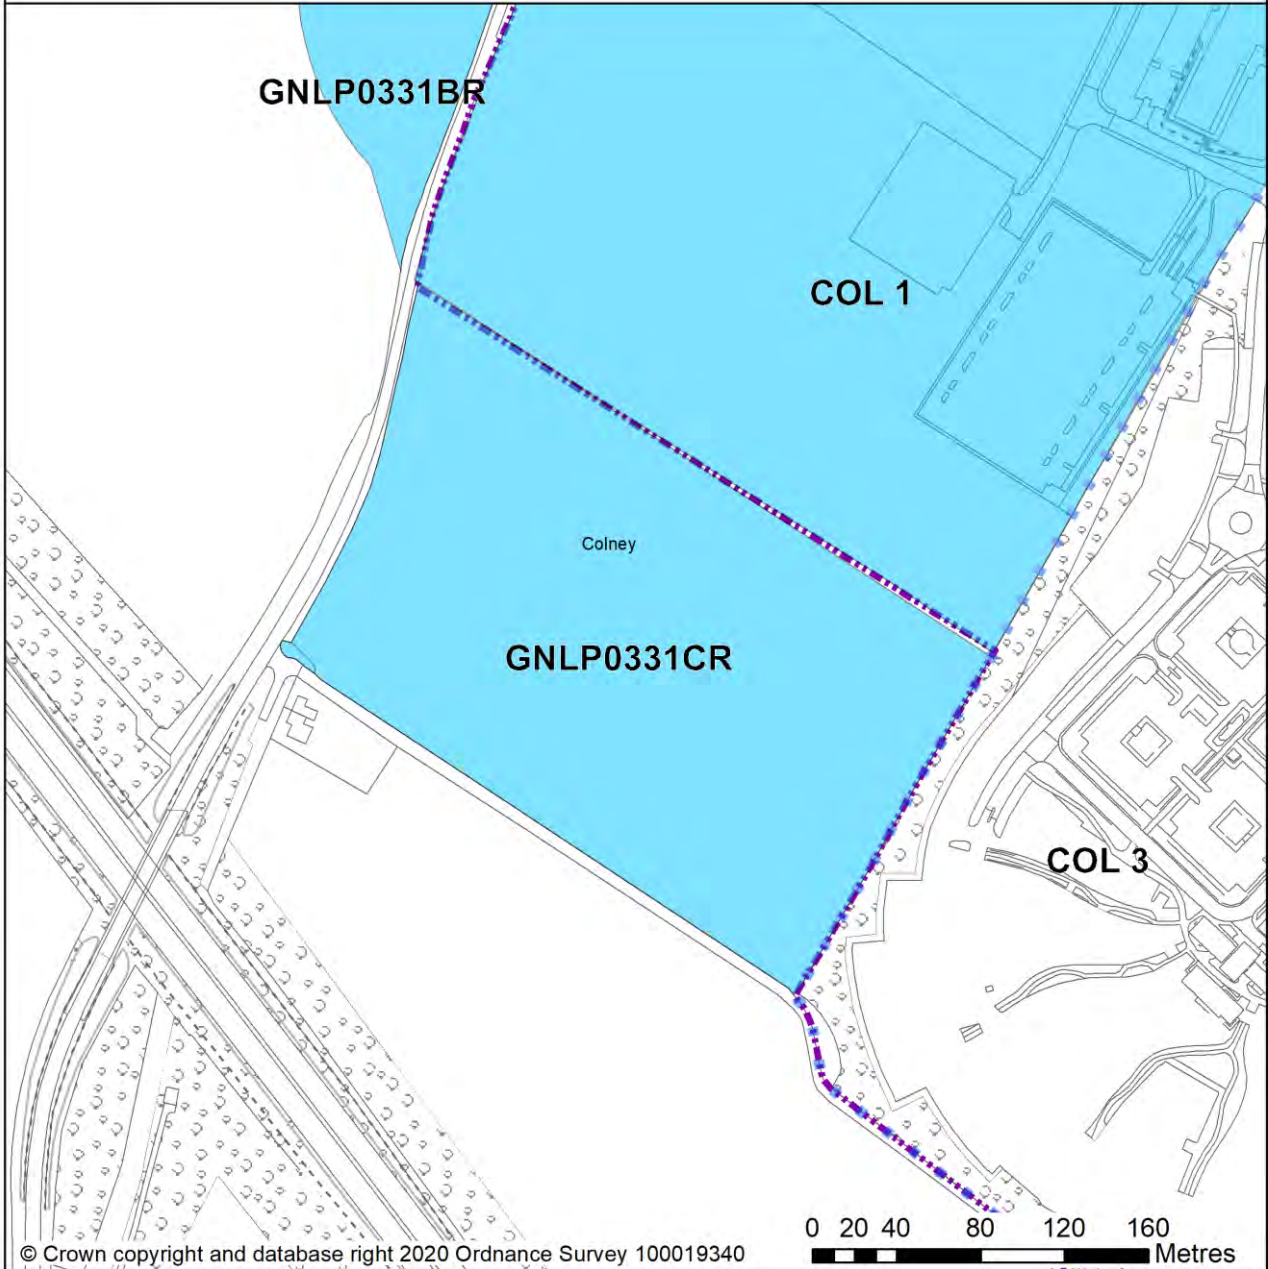 GNLP0331BR
COL 1
Colney
GNLP0331CR
COL 3
© Crown copyright and database right 2020 Ordnance Survey 100019340
0 20 40 80 120 160
Metres